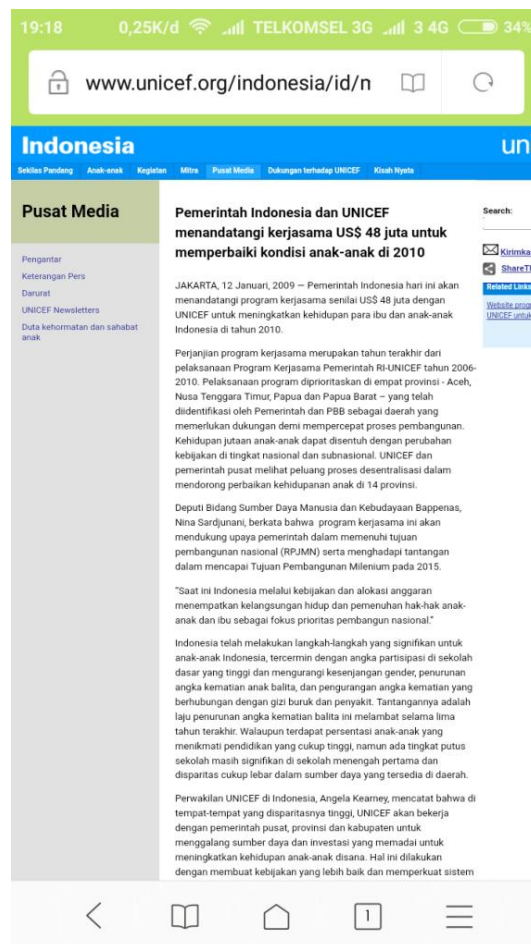 19:18 0,25K/d TELKOMSEL 3G 3 4G 34%
www.unicef.org/indonesia/id/n
Indonesia
un
Sekilas Pandang Anak-anak Kegiatan Mitra Pusat Media Dukungan terhadap UNICEF Kisah Nyata
Pusat Media
Pengantar
Keterangan Pers
Darurat
UNICEF Newsletters
Duta kehormatan dan sahabat
anak
Pemerintah Indonesia dan UNICEF
menandatangi kerjasama US$ 48 juta untuk
memperbaiki kondisi anak-anak di 2010
JAKARTA, 12 Januari, 2009 — Pemerintah Indonesia hari ini akan
menandatangi program kerjasama senilai US$ 48 juta dengan
UNICEF untuk meningkatkan kehidupan para ibu dan anak-anak
Indonesia di tahun 2010.
Perjanjian program kerjasama merupakan tahun terakhir dari
pelaksanaan Program Kerjasama Pemerintah RI-UNICEF tahun 2006-
2010. Pelaksanaan program diprioritaskan di empat provinsi - Aceh,
Nusa Tenggara Timur, Papua dan Papua Barat – yang telah
diidentifikasi oleh Pemerintah dan PBB sebagai daerah yang
memerlukan dukungan demi mempercepat proses pembangunan.
Kehidupan jutaan anak-anak dapat disentuh dengan perubahan
kebijakan di tingkat nasional dan subnasional. UNICEF dan
pemerintah pusat melihat peluang proses desentralisasi dalam
mendorong perbaikan kehidupanan anak di 14 provinsi.
Deputi Bidang Sumber Daya Manusia dan Kebudayaan Bappenas,
Nina Sardjunani, berkata bahwa program kerjasama ini akan
mendukung upaya pemerintah dalam memenuhi tujuan
pembangunan nasional (RPJMN) serta menghadapi tantangan
dalam mencapai Tujuan Pembangunan Milenium pada 2015.
"Saat ini Indonesia melalui kebijakan dan alokasi anggaran
menempatkan kelangsungan hidup dan pemenuhan hak-hak anak-
anak dan ibu sebagai fokus prioritas pembangun nasional."
Indonesia telah melakukan langkah-langkah yang signifikan untuk
anak-anak Indonesia, tercermin dengan angka partisipasi di sekolah
dasar yang tinggi dan mengurangi kesenjangan gender, penurunan
angka kematian anak balita, dan pengurangan angka kematian yang
berhubungan dengan gizi buruk dan penyakit. Tantangannya adalah
laju penurunan angka kematian balita ini melambat selama lima
tahun terakhir. Walaupun terdapat persentasi anak-anak yang
menikmati pendidikan yang cukup tinggi, namun ada tingkat putus
sekolah masih signifikan di sekolah menengah pertama dan
disparitas cukup lebar dalam sumber daya yang tersedia di daerah.
Perwakilan UNICEF di Indonesia, Angela Kearney, mencatat bahwa di
tempat-tempat yang disparitasnya tinggi, UNICEF akan bekerja
dengan pemerintah pusat, provinsi dan kabupaten untuk
menggalang sumber daya dan investasi yang memadai untuk
meningkatkan kehidupan anak-anak disana. Hal ini dilakukan
dengan membuat kebijakan yang lebih baik dan memperkuat sistem
Search:
Kirimka
ShareTh
Related Links
Website prog
UNICEF untuk
1